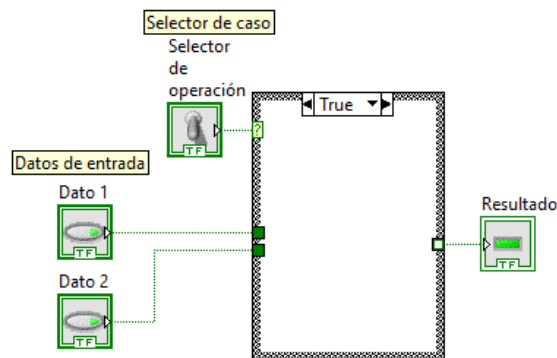 Selector de caso
Selector
de
operación
TF
?
True
Datos de entrada
Dato 1
TF
Dato 2
TF
Resultado
TF